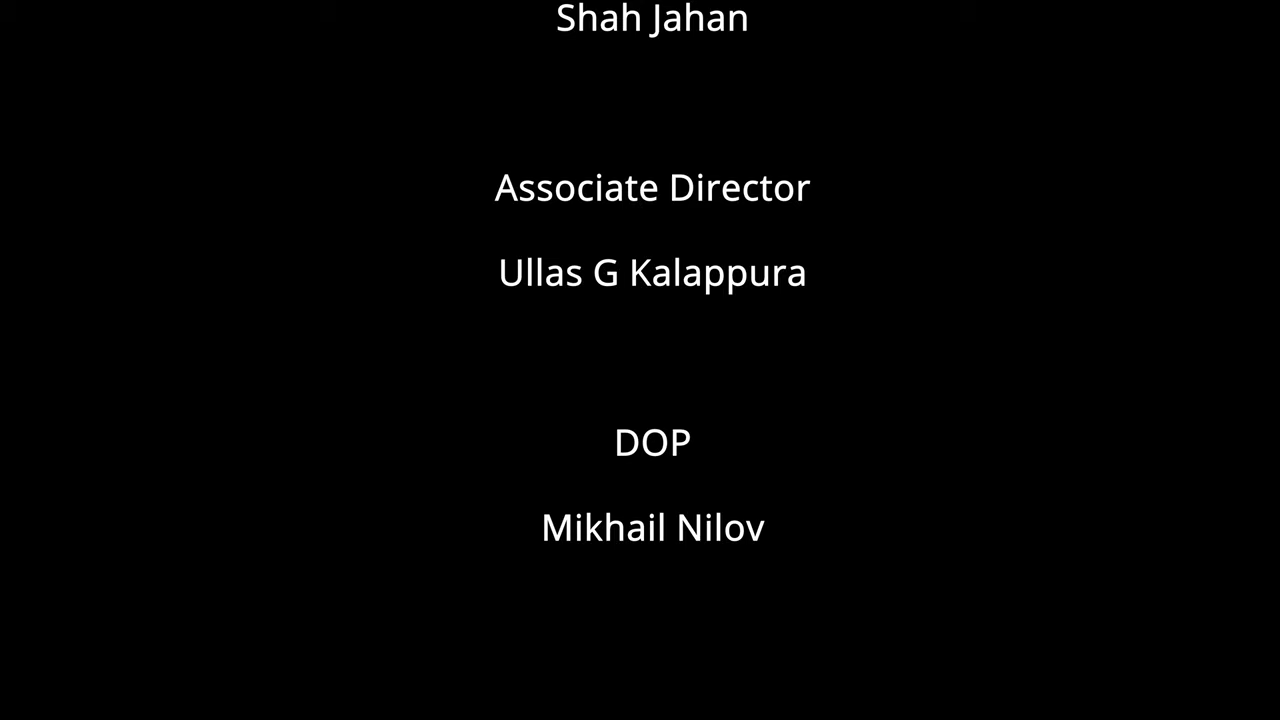 Shah Jahan
Associate Director
Ullas G Kalappura
DOP
Mikhail Nilov